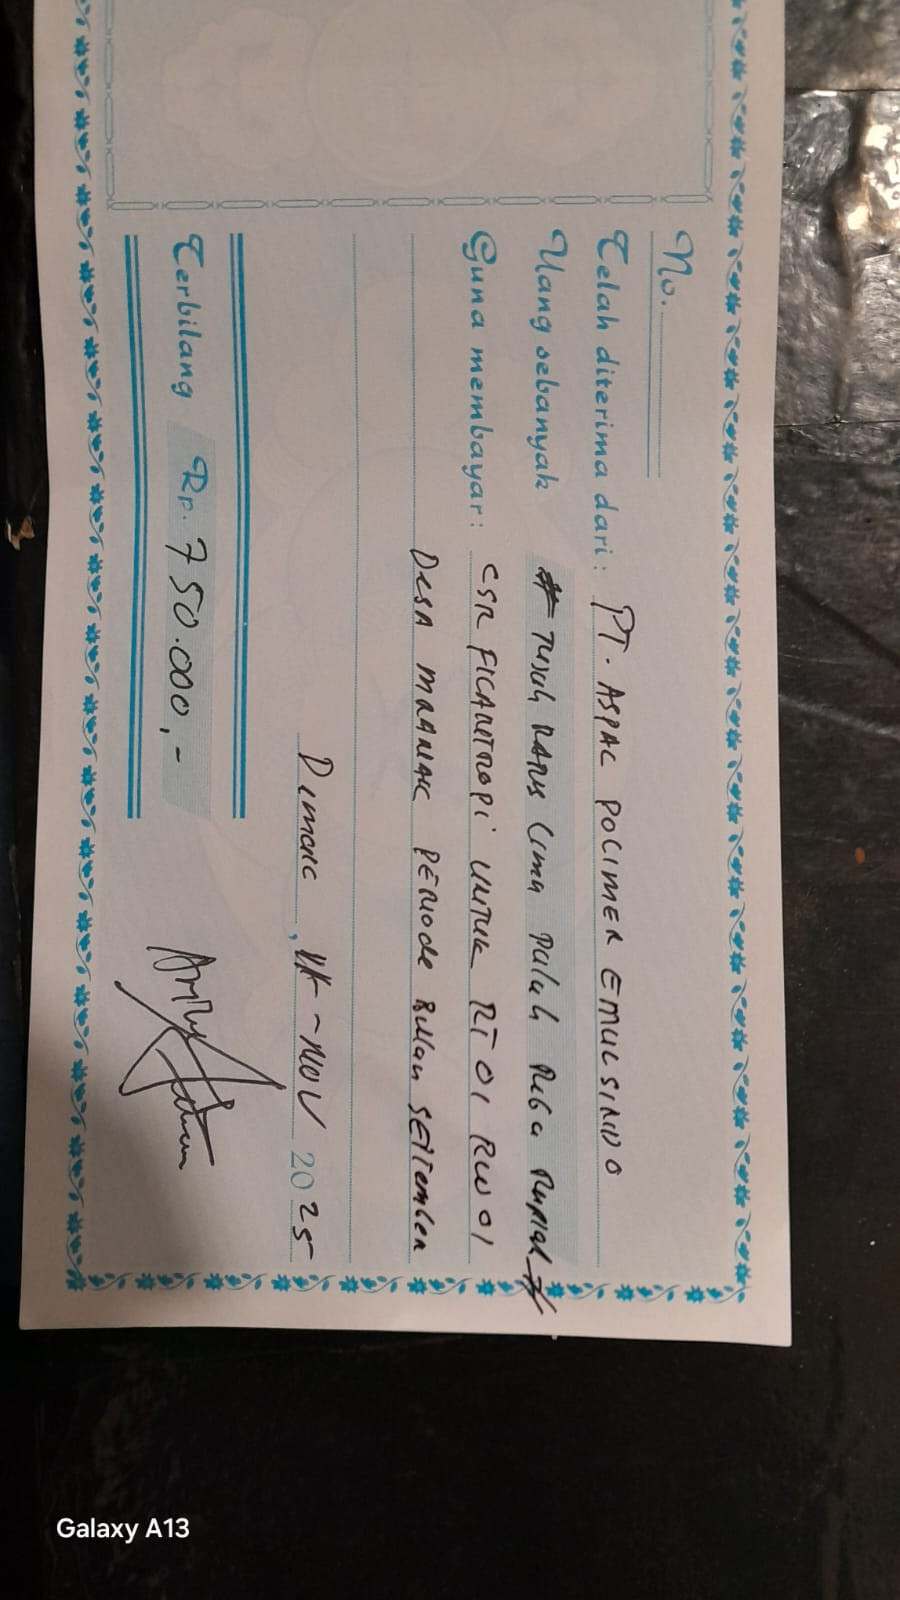 No.
Telah diterima dari : PT. ASPAL POLIMER EMULSINDO
Uang sebanyak # TUJUH RATUS LIMA PULUH RIBU RUPIAH #
Guna membayar : CSR FILANTROPI UNTUK RT 01 RW 01
DESA MRANAK PERIODE BULAN SEPTEMBER
Demak, -NOV 2025
Terbilang Rp. 750.000,-
Galaxy A13